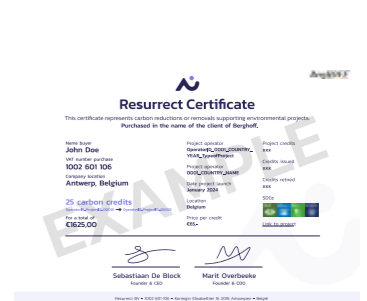 Resurrect Certificate
This certificate represents carbon reductions or removals supporting environmental projects.
Purchased in the name of the client of Berghoff.
Name buyer
John Doe
VAT number purchase
1002 601 106
Company location
Antwerp, Belgium
25 carbon credits
For a total of
€1625,00
Project operator
YEAR_TypeofProject
Project operator
GOGI_COUNTRY_NAME
Date project launch
January 2024
Location
Belgium
Price per credit
€65,-
Project credits
xxx
Credits issued
xxx
Credits retired
xxx
SDGs
Link to project
EXAMPLE
Sebastiaan De Block
Founder & CEO
Marit Overbeeke
Founder & COO